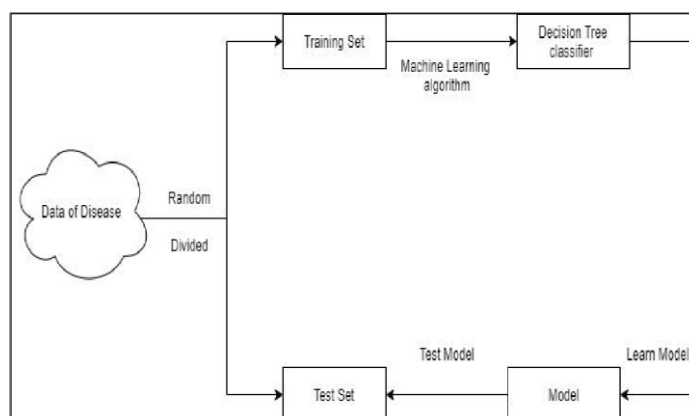 Training Set
Machine Learning
algorithm
Decision Tree
classifier
Data of Disease
Random
Divided
Test Set
Test Model
Model
Learn Model